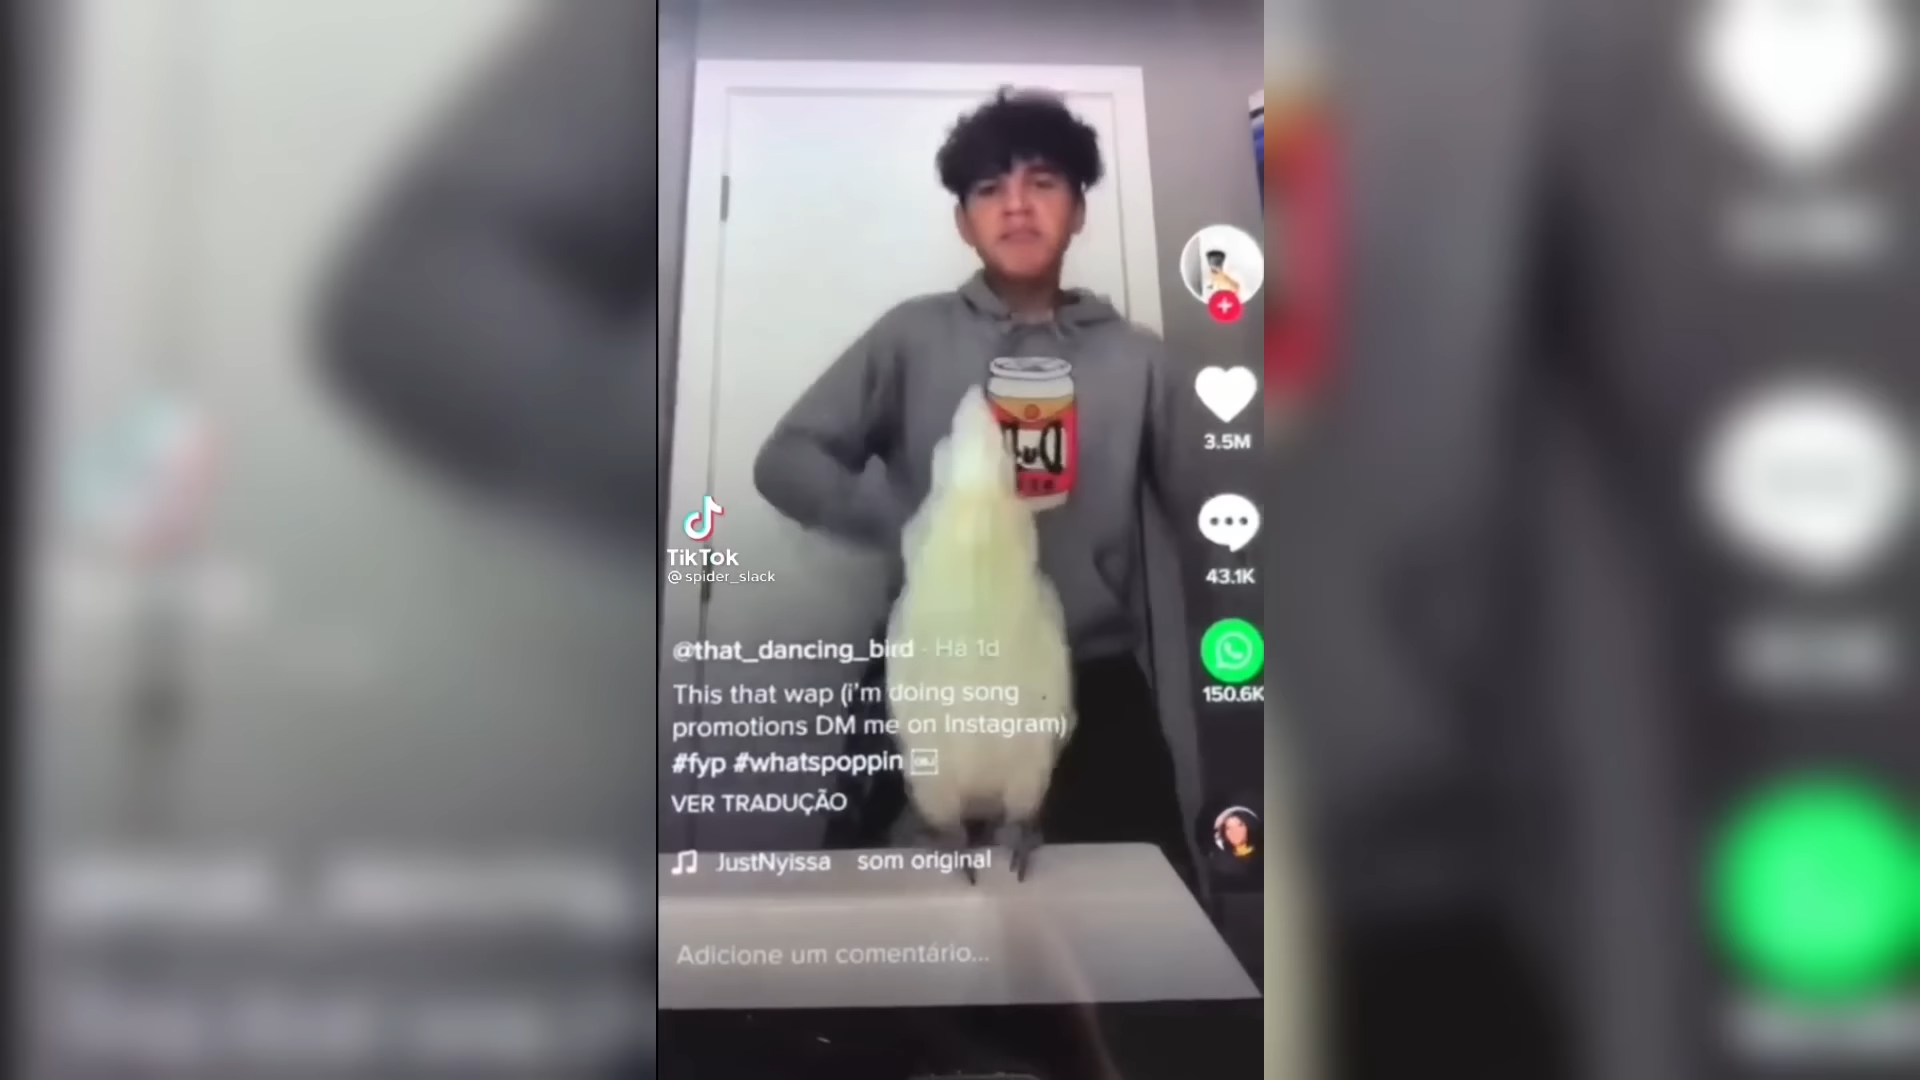 Duff
3.5M
TikTok
@spider_slack
43.1K
@that_dancing_bird · Há 1d
150.6K
This that wap (i'm doing song
promotions DM me on Instagram)
#fyp #whatspoppin
VER TRADUÇÃO
JustNyissa som original
Adicione um comentário...